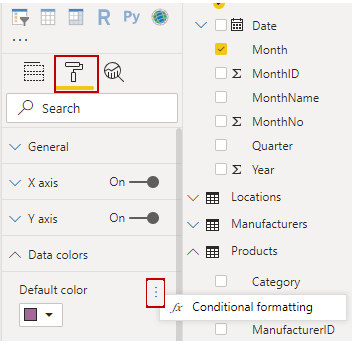 R Py
...
Search
General
X axis On
Y axis On
Data colors
Default color
Date
Month
Σ MonthID
MonthName
Σ MonthNo
Quarter
Σ Year
Locations
Manufacturers
Products
Category
fx Conditional formatting
ManufacturerID